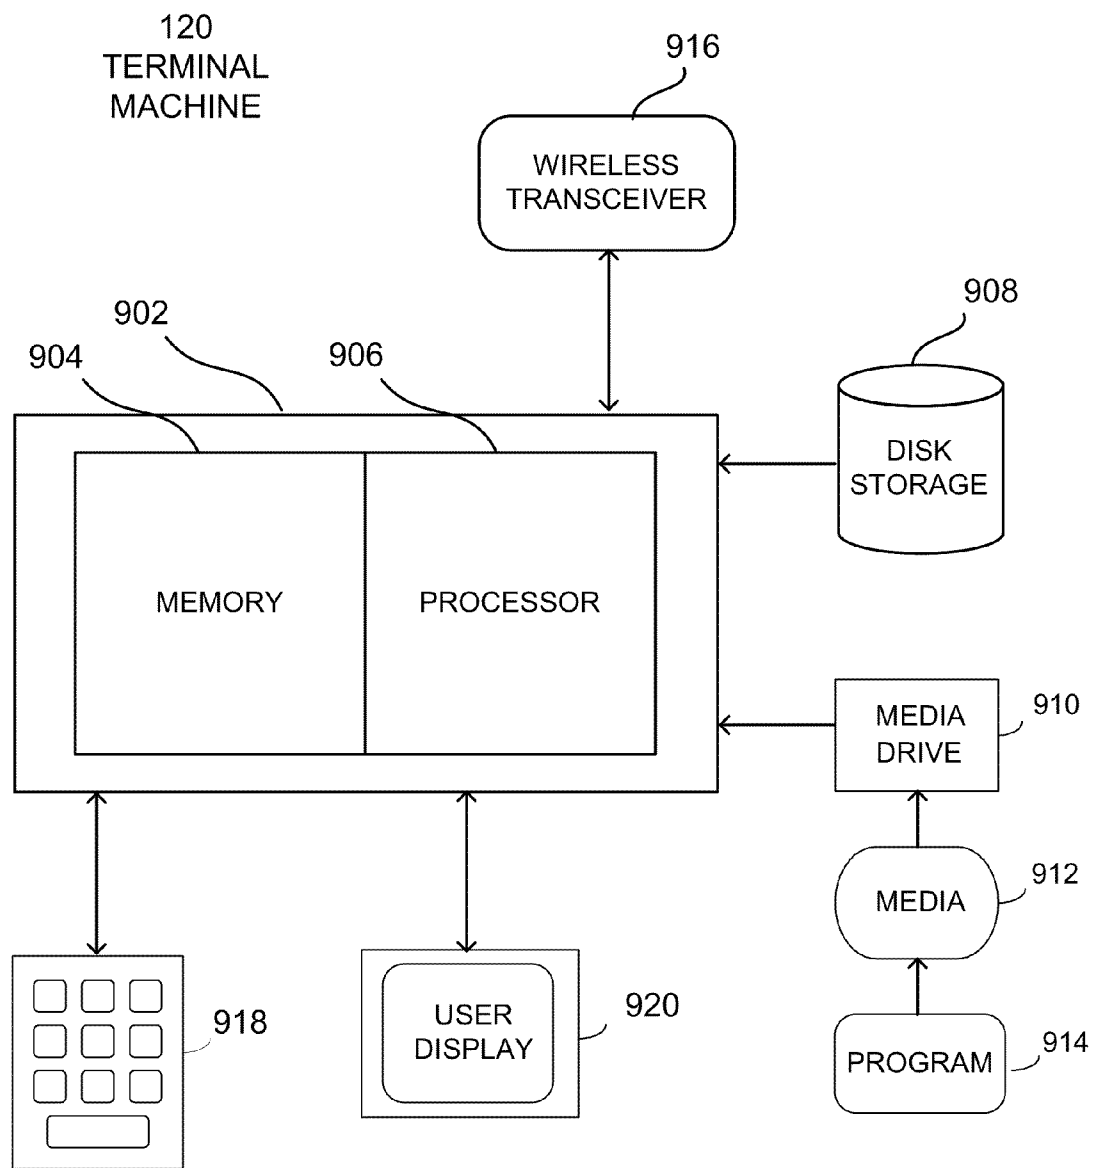 120
TERMINAL
MACHINE
916
WIRELESS
TRANSCEIVER
908
902
904
906
DISK
STORAGE
MEMORY
PROCESSOR
MEDIA
DRIVE
910
MEDIA
912
918
USER
DISPLAY
920
PROGRAM
914